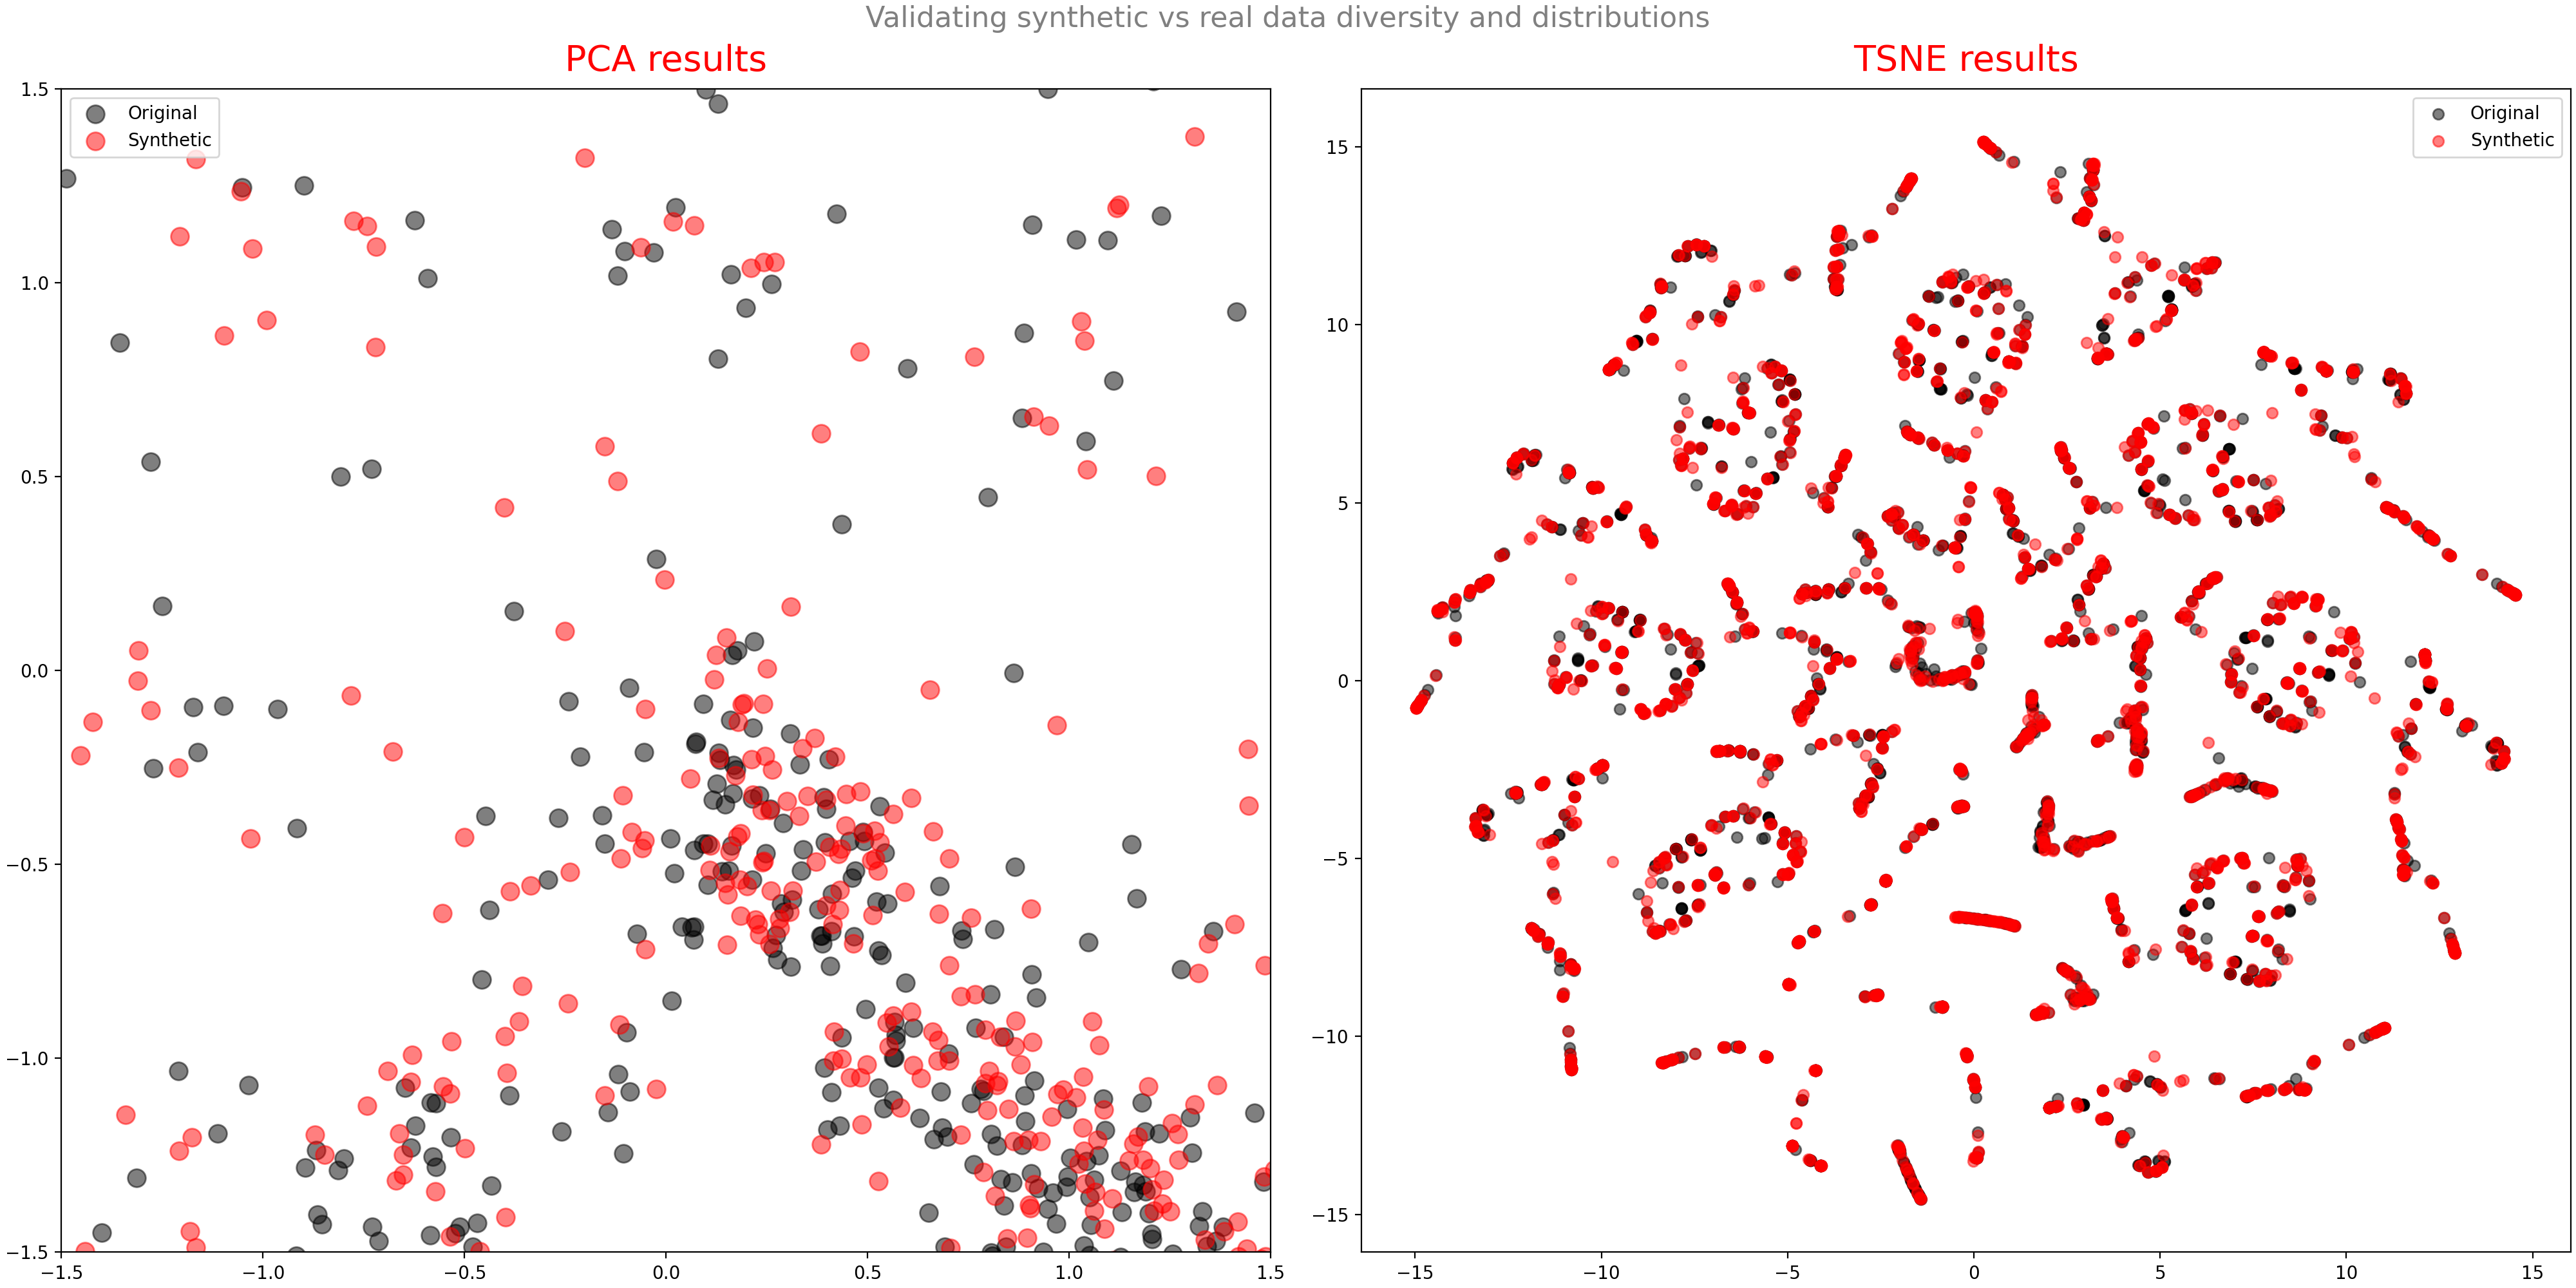 Validating synthetic vs real data diversity and distributions
PCA results
TSNE results
Original
Synthetic
1.5
1.0
0.5
0.0
−0.5
−1.0
−1.5
−1.5 −1.0 −0.5 0.0 0.5 1.0 1.5
Original
Synthetic
15
10
5
0
−5
−10
−15
−15 −10 −5 0 5 10 15